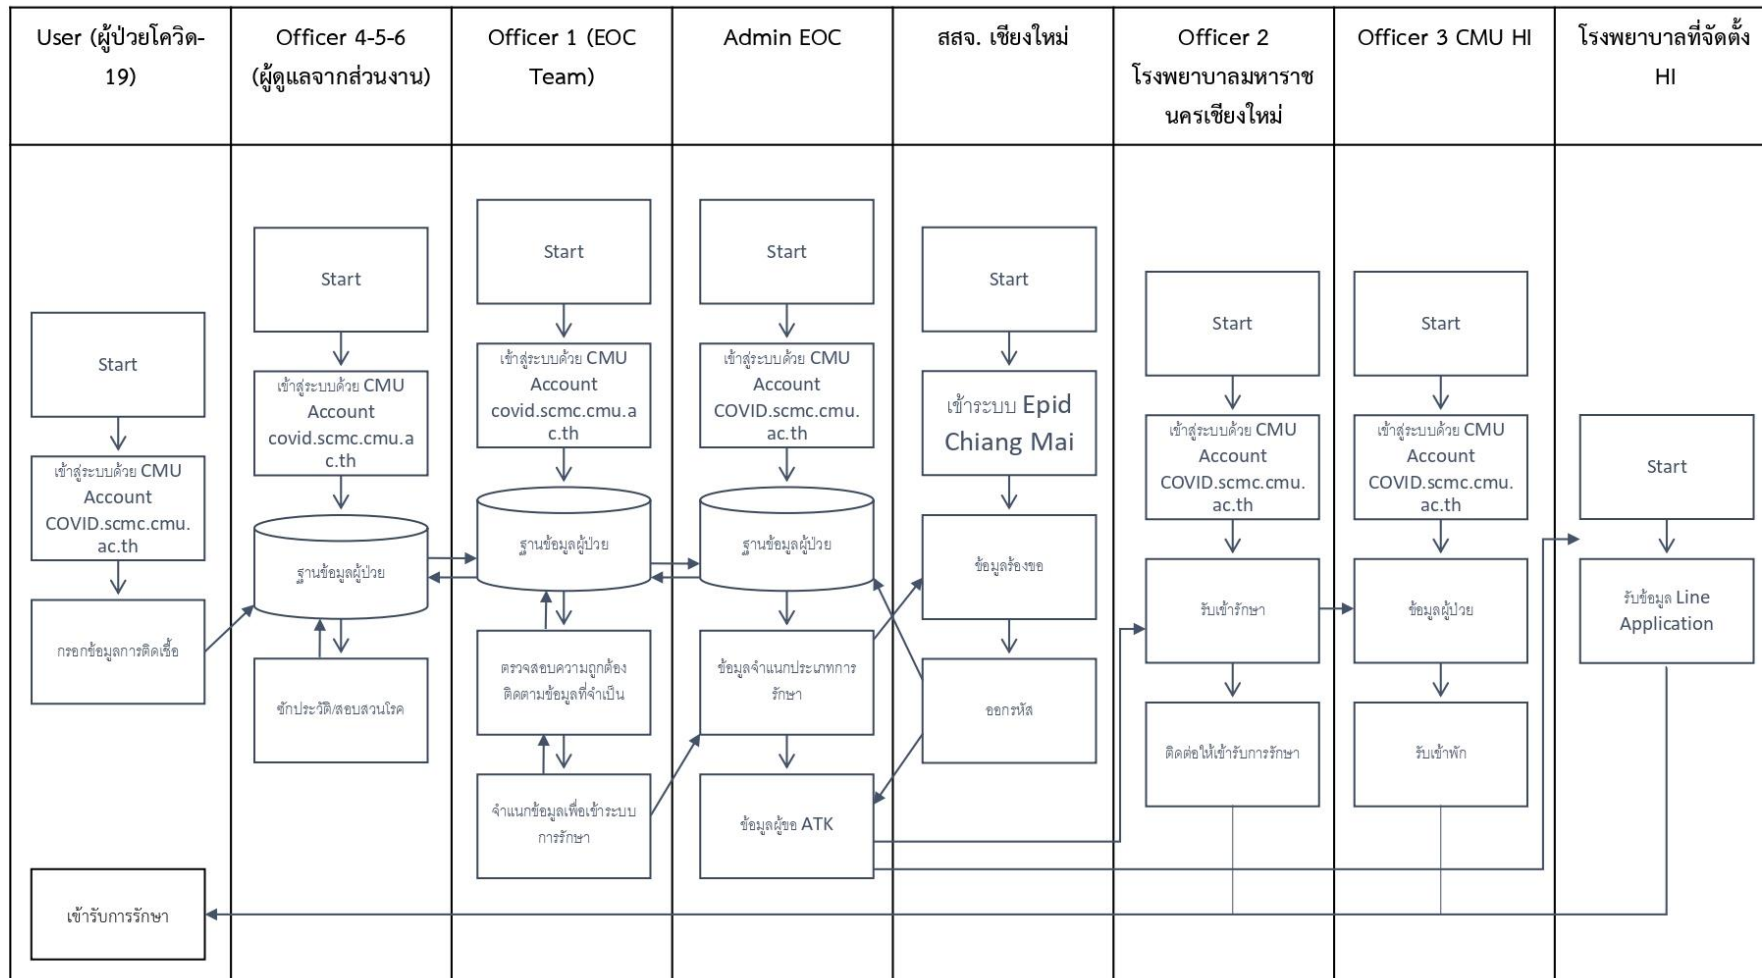 User (ผู้ป่วยโควิด-
19)
Officer 4-5-6
(ผู้ดูแลจากส่วนงาน)
Officer 1 (EOC
Team)
Admin EOC
สสจ. เชียงใหม่
Officer 2
โรงพยาบาลมหาราช
นครเชียงใหม่
Officer 3 CMU HI
โรงพยาบาลที่จัดตั้ง
HI
Start
เข้าสู่ระบบด้วย CMU
Account
COVID.scmc.cmu.
ac.th
กรอกข้อมูลการติดเชื้อ
เข้ารับการรักษา
Start
เข้าสู่ระบบด้วย CMU
Account
covid.scmc.cmu.a
c.th
ฐานข้อมูลผู้ป่วย
ซักประวัติ/สอบสวนโรค
Start
เข้าสู่ระบบด้วย CMU
Account
covid.scmc.cmu.a
c.th
ฐานข้อมูลผู้ป่วย
ตรวจสอบความถูกต้อง
ติดตามข้อมูลที่จำเป็น
จำแนกข้อมูลเพื่อเข้าระบบ
การรักษา
Start
เข้าสู่ระบบด้วย CMU
Account
COVID.scmc.cmu.
ac.th
ฐานข้อมูลผู้ป่วย
ข้อมูลจำแนกประเภทการ
รักษา
ข้อมูลผู้ขอ ATK
Start
เข้าระบบ Epid
Chiang Mai
ข้อมูลร้องขอ
ออกรหัส
Start
เข้าสู่ระบบด้วย CMU
Account
COVID.scmc.cmu.
ac.th
รับเข้ารักษา
ติดต่อให้เข้ารับการรักษา
Start
เข้าสู่ระบบด้วย CMU
Account
COVID.scmc.cmu.
ac.th
ข้อมูลผู้ป่วย
รับเข้าพัก
Start
รับข้อมูล Line
Application